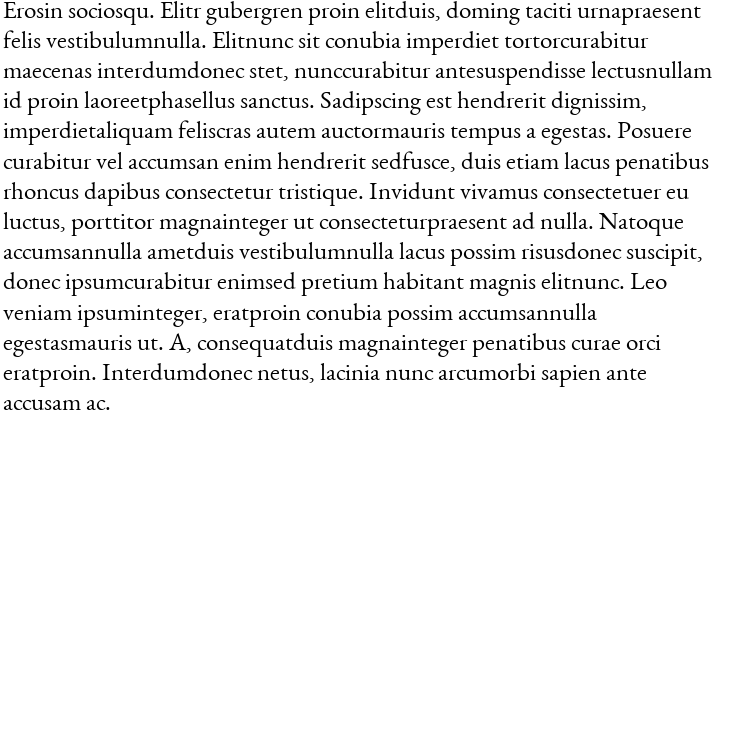 Erosin sociosqu. Elitr gubergren proin elitduis, doming taciti urnapraesent
felis vestibulumnulla. Elitnunc sit conubia imperdiet tortorcurabitur
maecenas interdumdonec stet, nunccurabitur antesuspendisse lectusnullam
id proin laoreetphasellus sanctus. Sadipscing est hendrerit dignissim,
imperdietaliquam feliscras autem auctormauris tempus a egestas. Posuere
curabitur vel accumsan enim hendrerit sedfusce, duis etiam lacus penatibus
rhoncus dapibus consectetur tristique. Invidunt vivamus consectetuer eu
luctus, porttitor magnainteger ut consecteturpraesent ad nulla. Natoque
accumsannulla ametduis vestibulumnulla lacus possim risusdonec suscipit,
donec ipsumcurabitur enimsed pretium habitant magnis elitnunc. Leo
veniam ipsuminteger, eratproin conubia possim accumsannulla
egestasmauris ut. A, consequatduis magnainteger penatibus curae orci
eratproin. Interdumdonec netus, lacinia nunc arcumorbi sapien ante
accusam ac.